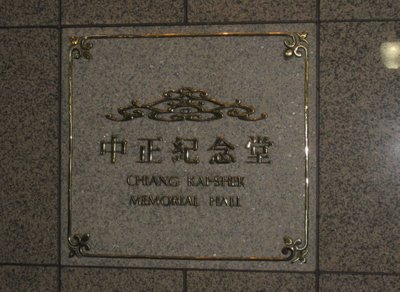 中正紀念堂
CHIANG KAI-SHEK
MEMORIAL HALL